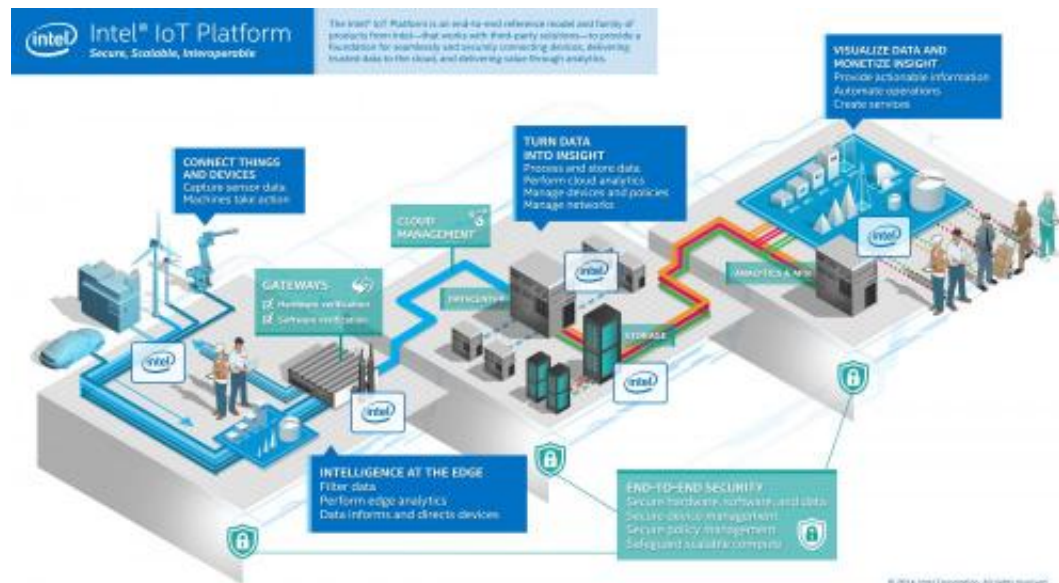 intel
Intel® IoT Platform
Secure, Scalable, Interoperable
The Intel® IoT Platform is an end-to-end reference model and family of
products from Intel—that works with third-party solutions—to provide a
foundation for seamlessly and securely connecting devices, delivering
trusted data to the cloud, and delivering value through analytics.
VISUALIZE DATA AND
MONETIZE INSIGHT
Provide actionable information
Automate operations
Create services
TURN DATA
INTO INSIGHT
Process and store data
Perform cloud analytics
Manage devices and policies
Manage networks
CONNECT THINGS
AND DEVICES
Capture sensor data
Machines take action
CLOUD
MANAGEMENT
GATEWAYS
Hardware verification
Software verification
DATACENTER
intel
ANALYTICS &
intel
STORAGE
intel
intel
intel
INTELLIGENCE AT THE EDGE
Filter data
Perform edge analytics
Data informs and directs devices
END-TO-END SECURITY
Secure hardware, software, and data
Secure device management
Secure policy management
Safeguard scalable compute
© 2014 Intel Corporation. All rights reserved.